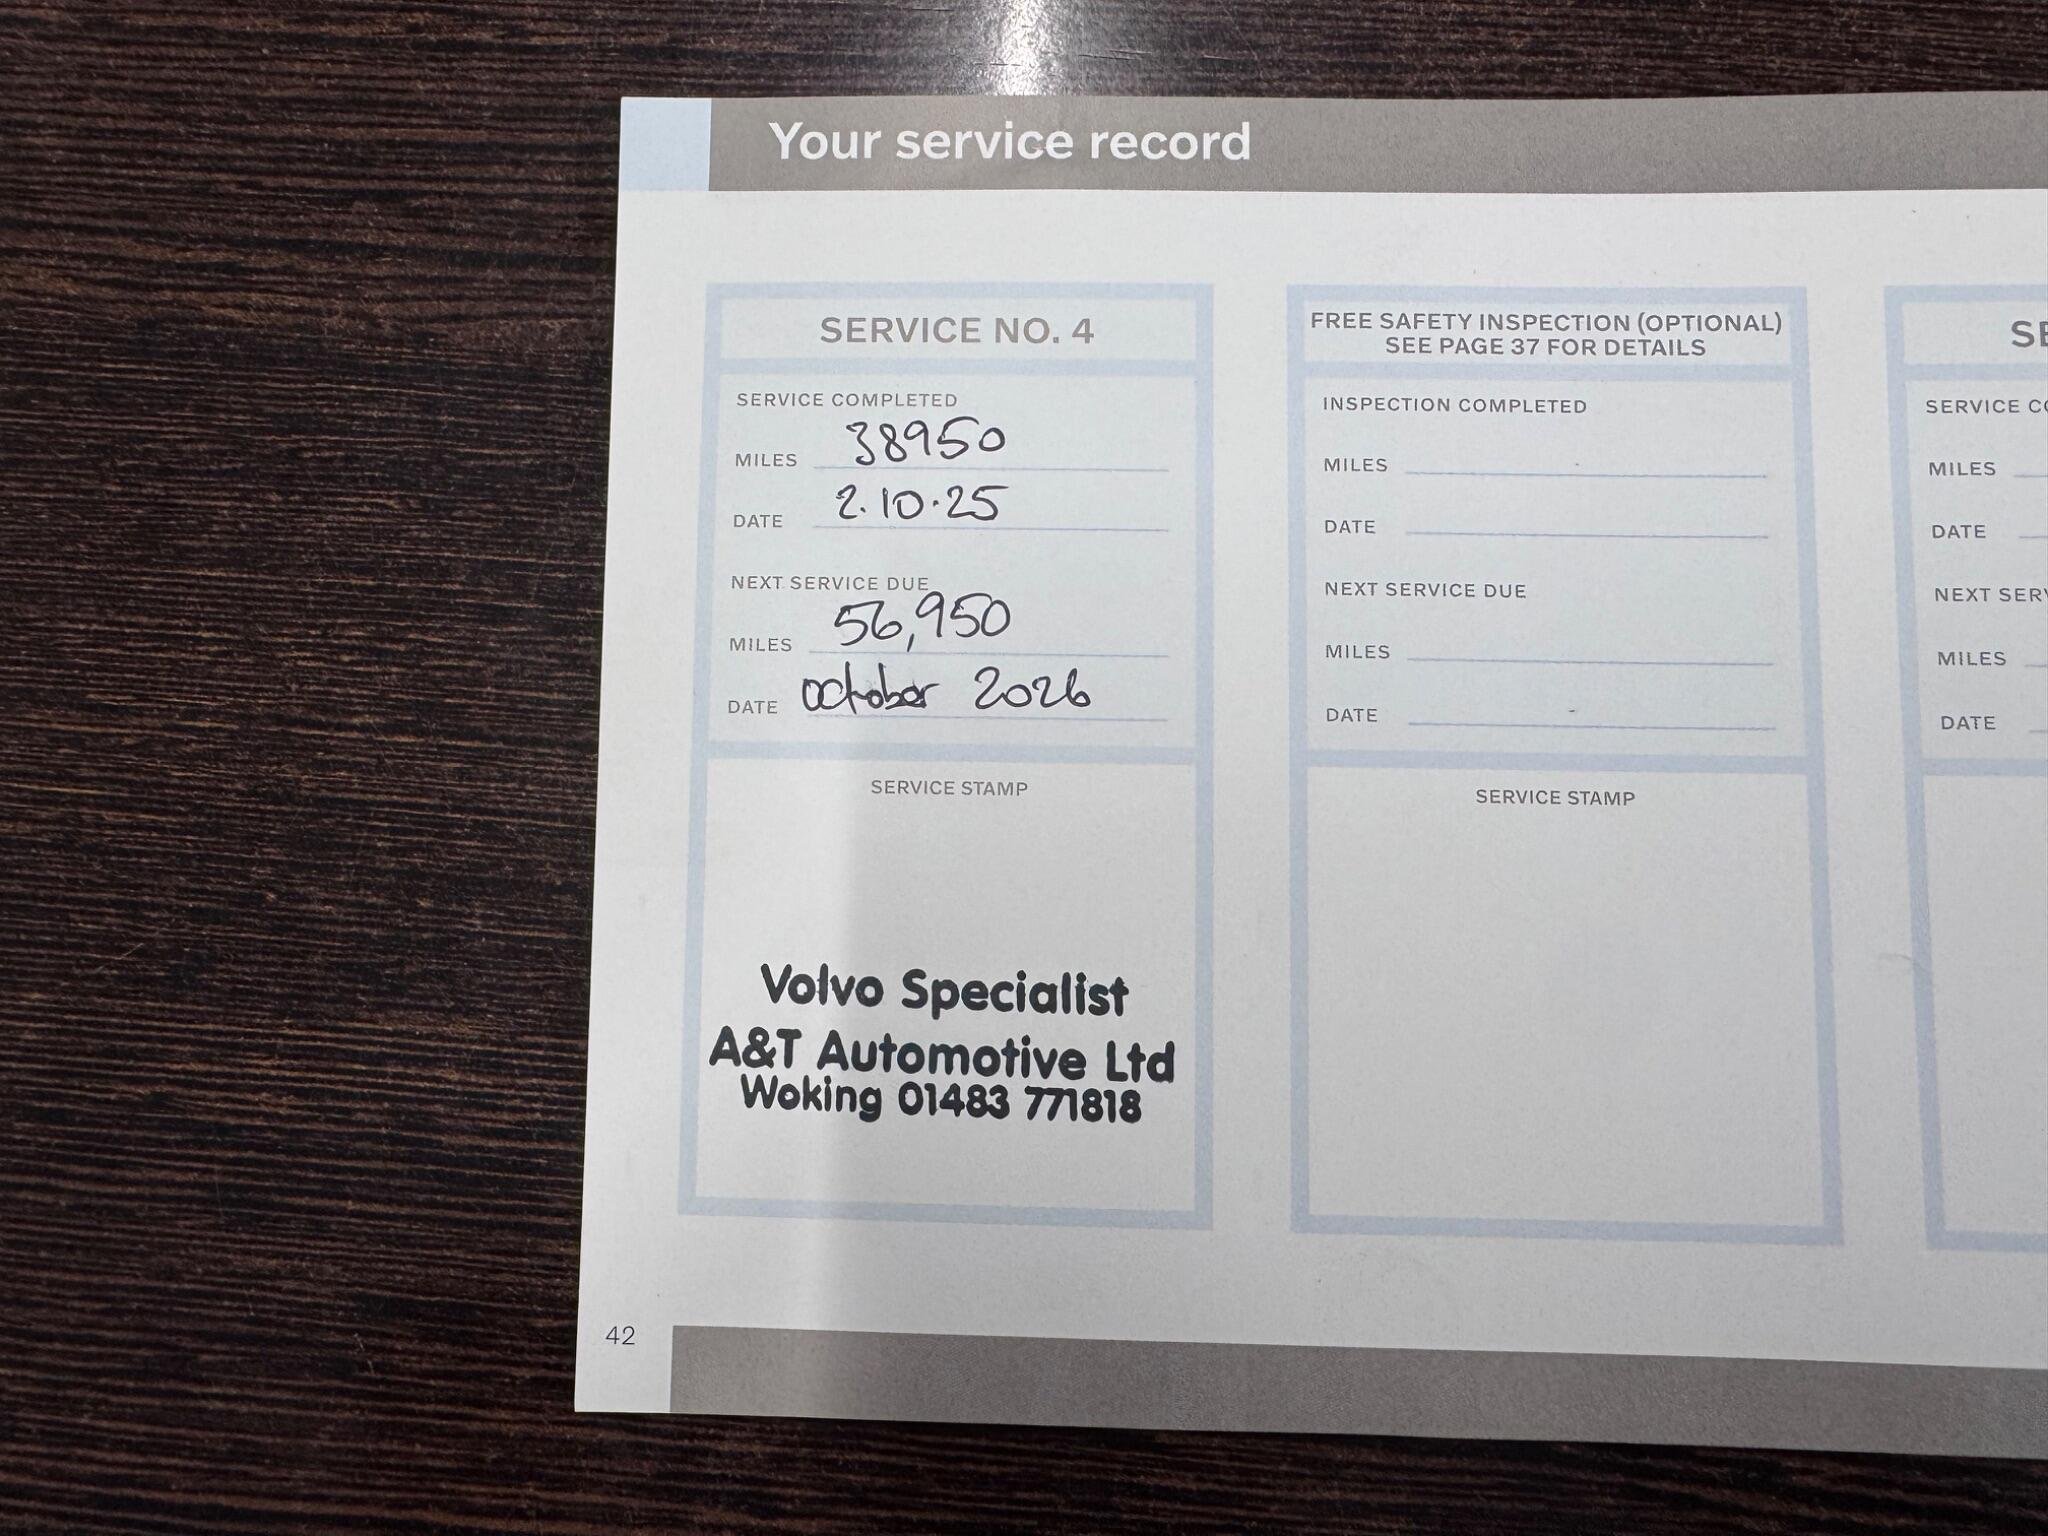 Your service record
SERVICE NO. 4
SERVICE COMPLETED
MILES 38950
DATE 2.10.25
NEXT SERVICE DUE
MILES 56,950
DATE October 2026
SERVICE STAMP
Volvo Specialist
A&T Automotive Ltd
Woking 01483 771818
FREE SAFETY INSPECTION (OPTIONAL)
SEE PAGE 37 FOR DETAILS
INSPECTION COMPLETED
MILES
DATE
NEXT SERVICE DUE
MILES
DATE
SERVICE STAMP
SERVICE
MILES
DATE
NEXT
MILES
DATE
42